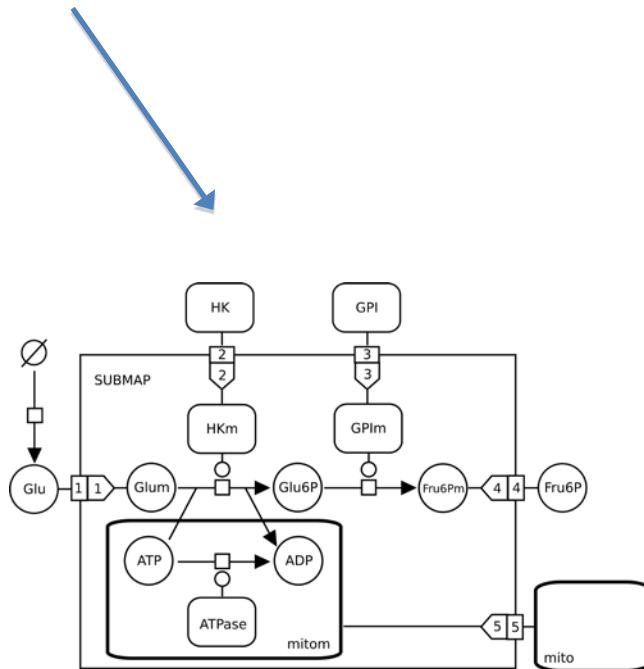 HK
GPI
2
3
SUBMAP
2
3
HKm
GPIm
Glu
1
1
Glum
Glu6P
Fru6Pm
4
4
Fru6P
ATP
ADP
ATPase
mitom
5
5
mito